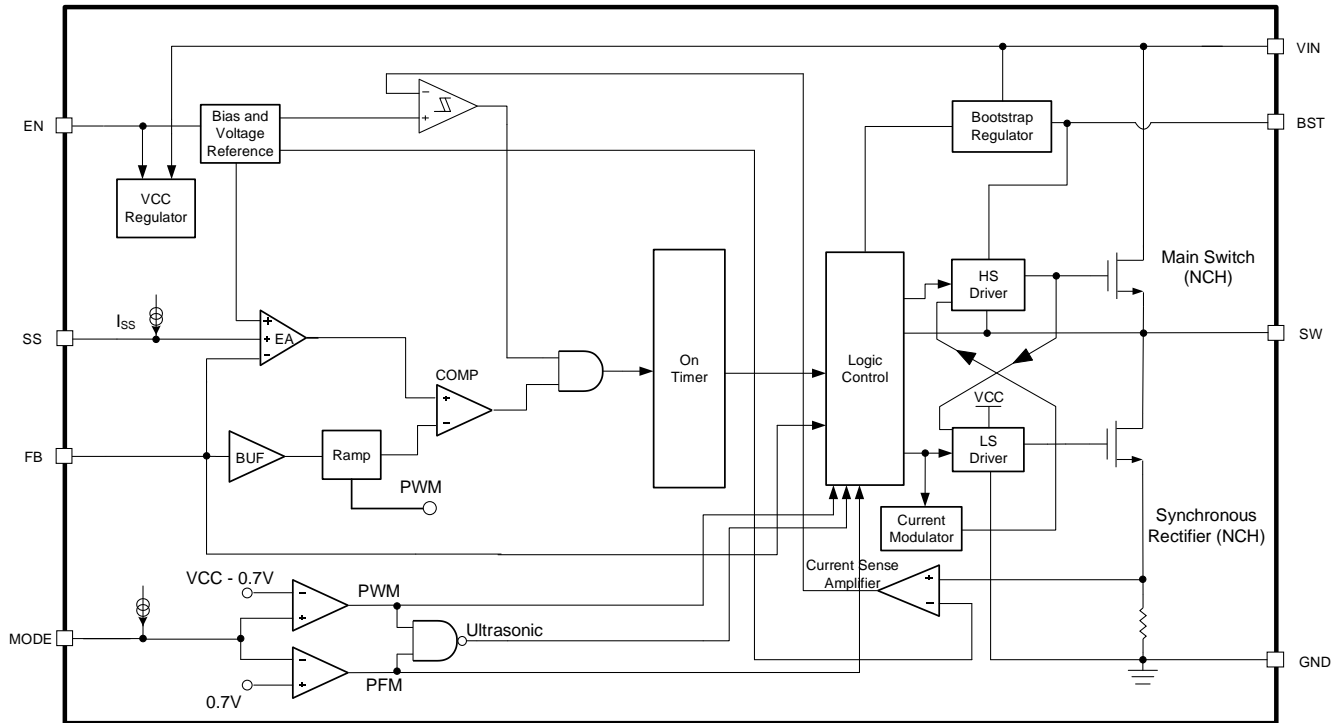 VIN
EN
Bias and
Voltage
Reference
-
+
Bootstrap
Regulator
BST
VCC
Regulator
Main Switch
(NCH)
HS
Driver
SS
ISS
+
+
-
EA
On
Timer
Logic
Control
SW
COMP
+
-
VCC
LS
Driver
FB
BUF
Ramp
PWM
Current
Modulator
Synchronous
Rectifier (NCH)
Current Sense
Amplifier
+
-
VCC - 0.7V
-
+
PWM
MODE
Ultrasonic
-
+
PFM
0.7V
GND